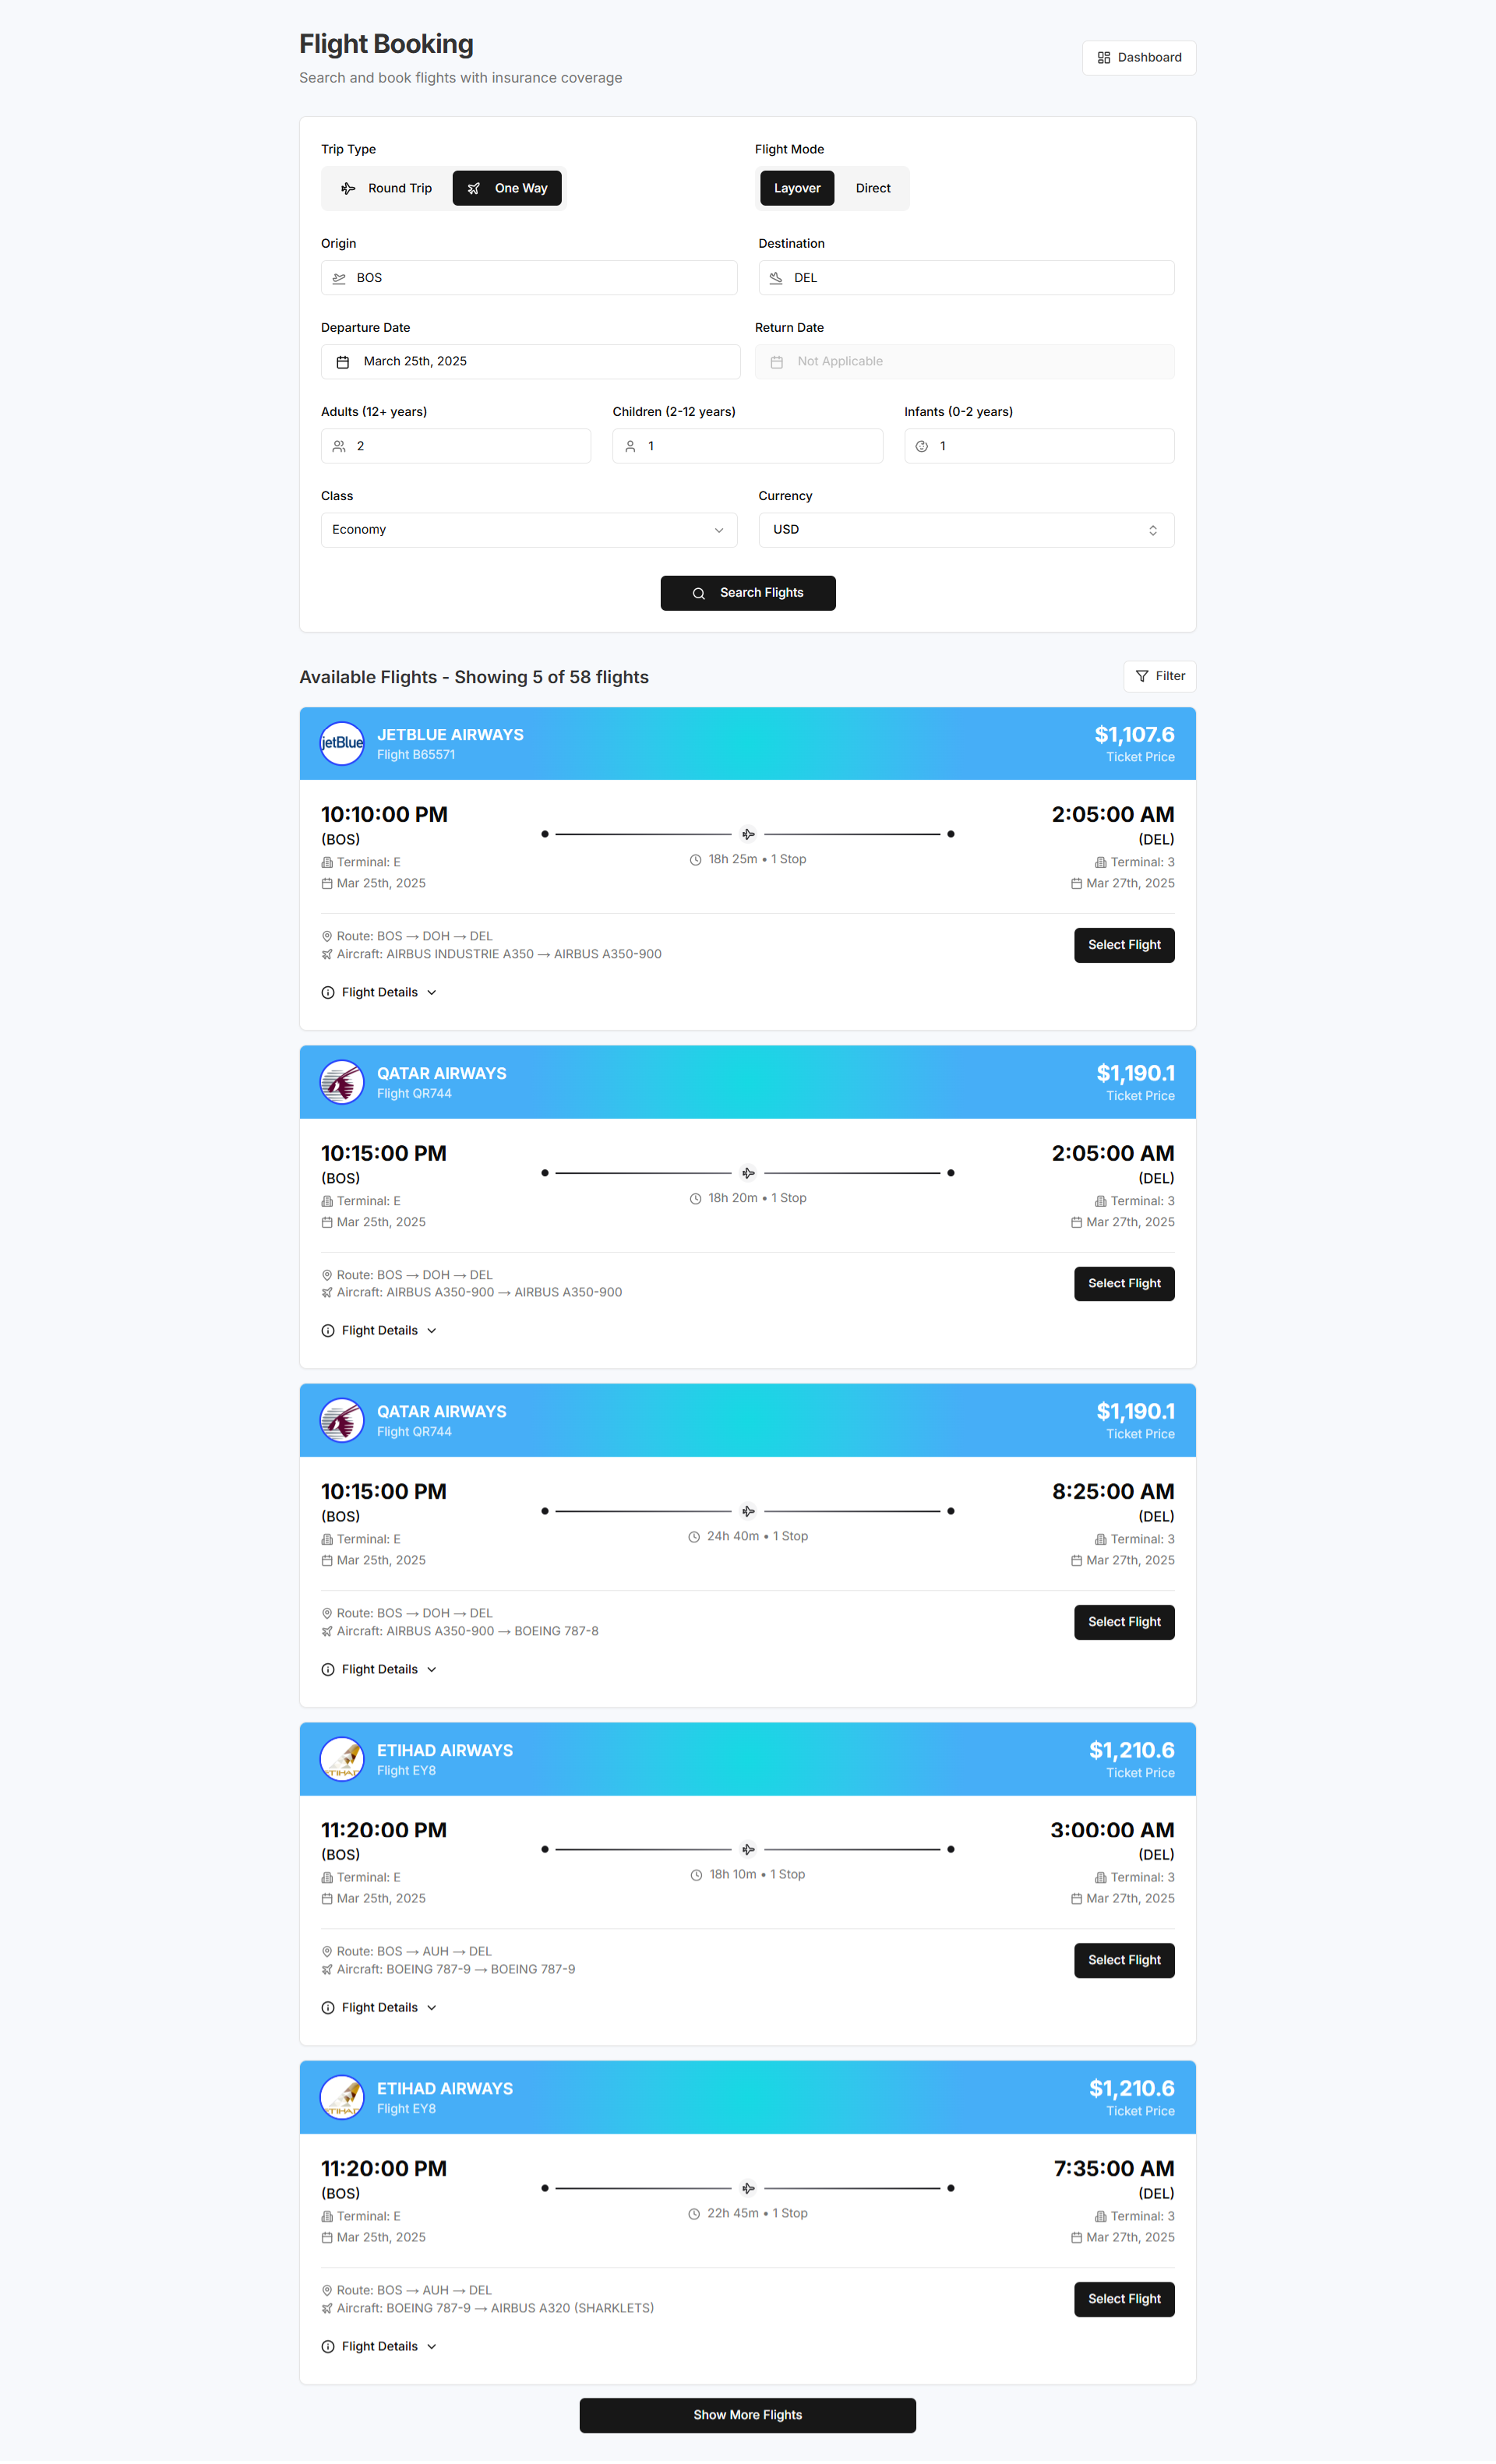 Flight Booking
Search and book flights with insurance coverage
Dashboard
Trip Type
Flight Mode
Round Trip
One Way
Layover
Direct
Origin
Destination
BOS
DEL
Departure Date
Return Date
March 25th, 2025
Not Applicable
Adults (12+ years)
Children (2-12 years)
Infants (0-2 years)
2
1
1
Class
Currency
Economy
USD
Search Flights
Available Flights - Showing 5 of 58 flights
Filter
jetBlue
JETBLUE AIRWAYS
Flight B65571
$1,107.6
Ticket Price
10:10:00 PM
(BOS)
Terminal: E
Mar 25th, 2025
18h 25m • 1 Stop
2:05:00 AM
(DEL)
Terminal: 3
Mar 27th, 2025
Route: BOS → DOH → DEL
Aircraft: AIRBUS INDUSTRIE A350 → AIRBUS A350-900
Select Flight
Flight Details
QATAR AIRWAYS
Flight QR744
$1,190.1
Ticket Price
10:15:00 PM
(BOS)
Terminal: E
Mar 25th, 2025
18h 20m • 1 Stop
2:05:00 AM
(DEL)
Terminal: 3
Mar 27th, 2025
Route: BOS → DOH → DEL
Aircraft: AIRBUS A350-900 → AIRBUS A350-900
Select Flight
Flight Details
QATAR AIRWAYS
Flight QR744
$1,190.1
Ticket Price
10:15:00 PM
(BOS)
Terminal: E
Mar 25th, 2025
24h 40m • 1 Stop
8:25:00 AM
(DEL)
Terminal: 3
Mar 27th, 2025
Route: BOS → DOH → DEL
Aircraft: AIRBUS A350-900 → BOEING 787-8
Select Flight
Flight Details
ETIHAD AIRWAYS
Flight EY8
$1,210.6
Ticket Price
11:20:00 PM
(BOS)
Terminal: E
Mar 25th, 2025
18h 10m • 1 Stop
3:00:00 AM
(DEL)
Terminal: 3
Mar 27th, 2025
Route: BOS → AUH → DEL
Aircraft: BOEING 787-9 → BOEING 787-9
Select Flight
Flight Details
ETIHAD AIRWAYS
Flight EY8
$1,210.6
Ticket Price
11:20:00 PM
(BOS)
Terminal: E
Mar 25th, 2025
22h 45m • 1 Stop
7:35:00 AM
(DEL)
Terminal: 3
Mar 27th, 2025
Route: BOS → AUH → DEL
Aircraft: BOEING 787-9 → AIRBUS A320 (SHARKLETS)
Select Flight
Flight Details
Show More Flights